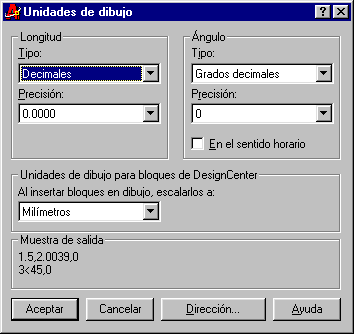 Unidades de dibujo
Longitud
Tipo:
Decimales
Precisión:
0.0000
Ángulo
Tipo:
Grados decimales
Precisión:
0
En el sentido horario
Unidades de dibujo para bloques de DesignCenter
Al insertar bloques en dibujo, escalarlos a:
Milímetros
Muestra de salida
1.5,2.0039,0
3<45,0
Aceptar
Cancelar
Dirección...
Ayuda